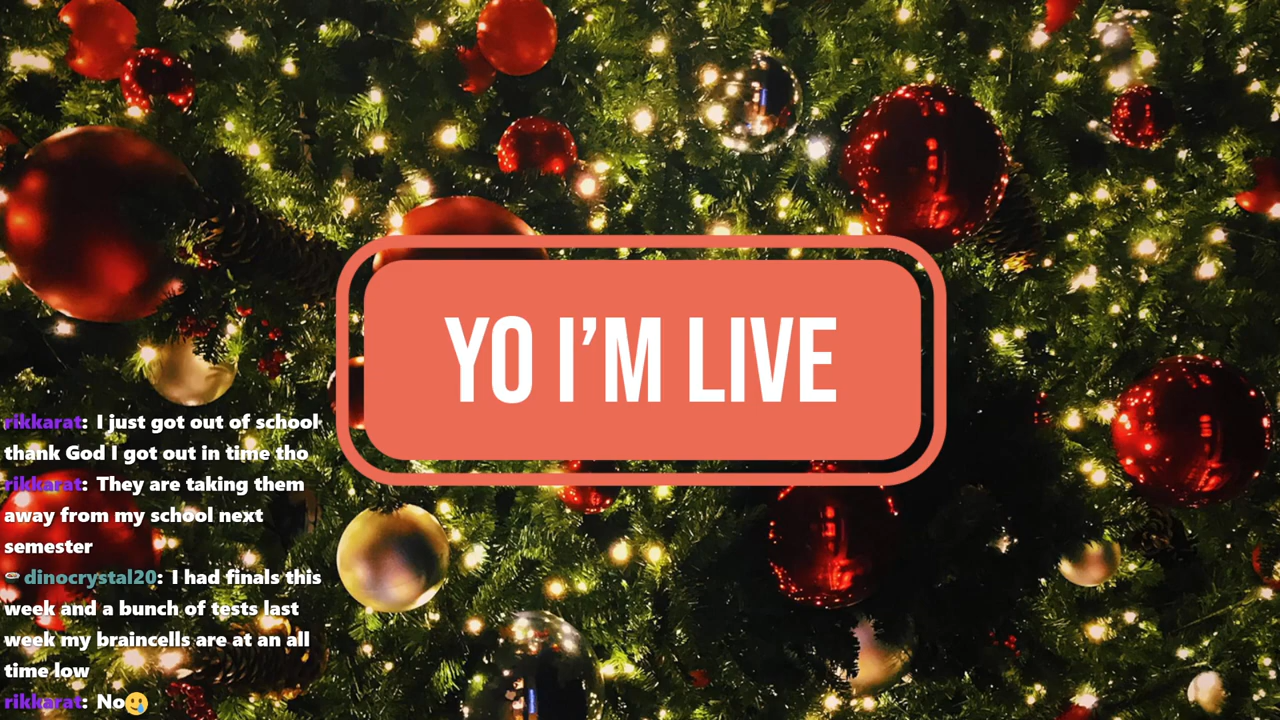 YO I’M LIVE
rikkarat: I just got out of school
thank God I got out in time tho
rikkarat: They are taking them
away from my school next
semester
dinocrystal20: I had finals this
week and a bunch of tests last
week my braincells are at an all
time low
rikkarat: No🥲